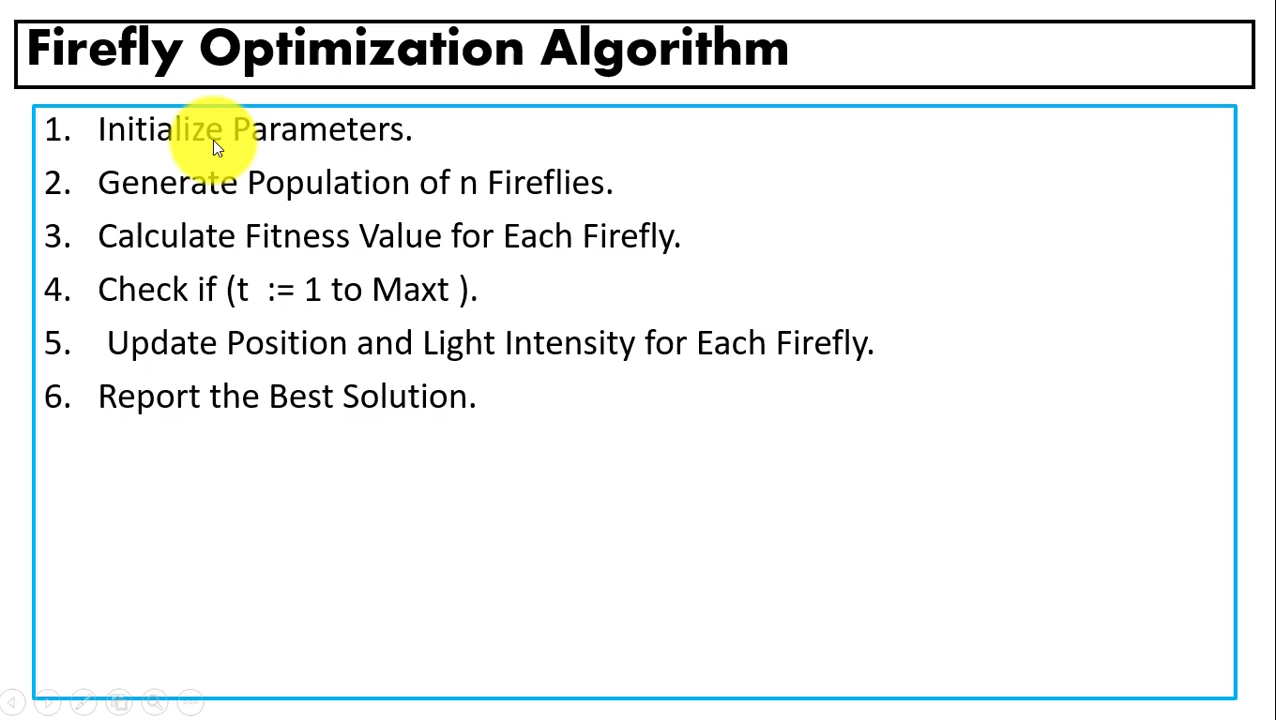 Firefly Optimization Algorithm
1. Initialize Parameters.
2. Generate Population of n Fireflies.
3. Calculate Fitness Value for Each Firefly.
4. Check if (t := 1 to Maxt ).
5. Update Position and Light Intensity for Each Firefly.
6. Report the Best Solution.